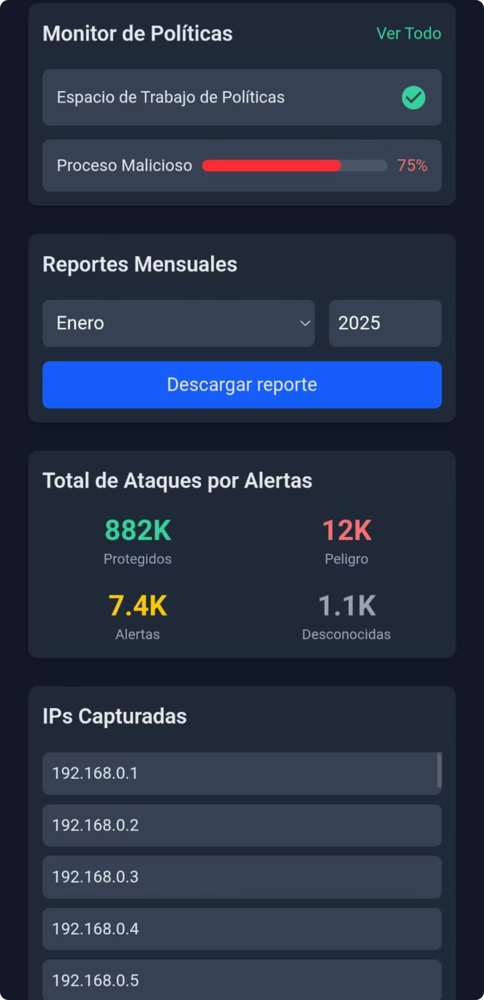 Monitor de Políticas
Ver Todo
Espacio de Trabajo de Políticas
Proceso Malicioso 75%
Reportes Mensuales
Enero 2025
Descargar reporte
Total de Ataques por Alertas
882K 12K
Protegidos Peligro
7.4K 1.1K
Alertas Desconocidas
IPs Capturadas
192.168.0.1
192.168.0.2
192.168.0.3
192.168.0.4
192.168.0.5